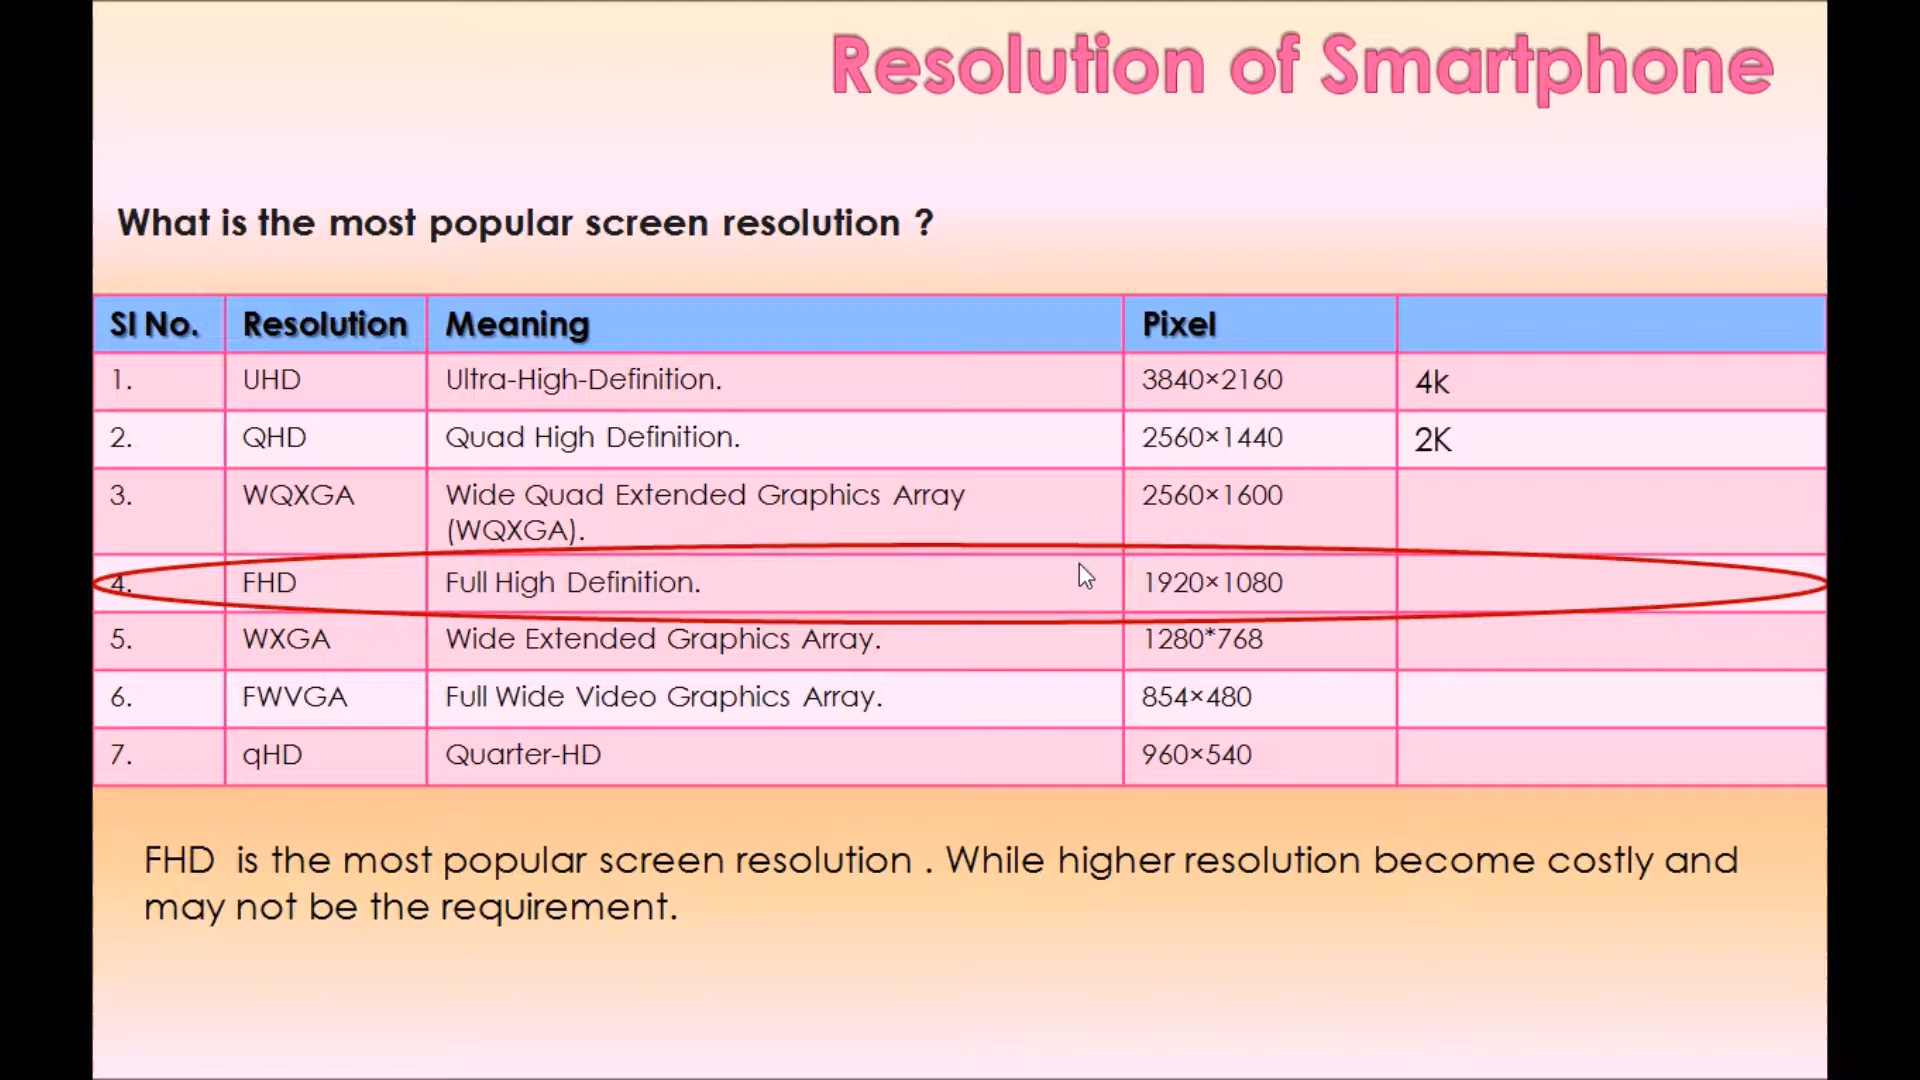 Resolution of Smartphone
What is the most popular screen resolution ?
Sl No. Resolution Meaning Pixel
1. UHD Ultra-High-Definition. 3840×2160 4k
2. QHD Quad High Definition. 2560×1440 2K
3. WQXGA Wide Quad Extended Graphics Array 2560×1600
(WQXGA).
4. FHD Full High Definition. 1920×1080
5. WXGA Wide Extended Graphics Array. 1280*768
6. FWVGA Full Wide Video Graphics Array. 854×480
7. qHD Quarter-HD 960×540
FHD is the most popular screen resolution . While higher resolution become costly and
may not be the requirement.